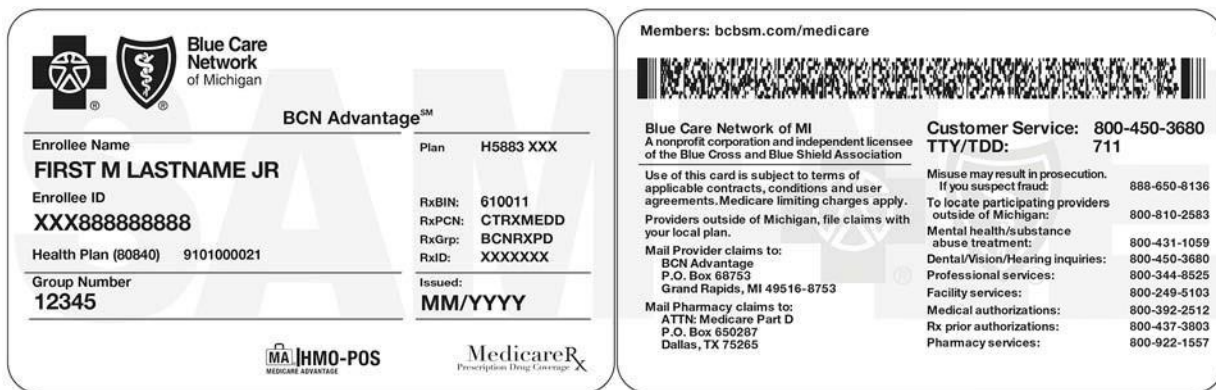 Blue Care
Network
of Michigan
BCN Advantage℠
Enrollee Name
FIRST M LASTNAME JR
Enrollee ID
XXX888888888
Health Plan (80840) 9101000021
Group Number
12345
Plan H5883 XXX
RxBIN: 610011
RxPCN: CTRXMEDD
RxGrp: BCNRXPD
RxID: XXXXXXX
Issued:
MM/YYYY
MA HMO-POS
MEDICARE ADVANTAGE
MedicareRx
Prescription Drug Coverage
SAMPLE
Members: bcbsm.com/medicare
Blue Care Network of MI
A nonprofit corporation and independent licensee
of the Blue Cross and Blue Shield Association
Use of this card is subject to terms of
applicable contracts, conditions and user
agreements. Medicare limiting charges apply.
Providers outside of Michigan, file claims with
your local plan.
Mail Provider claims to:
BCN Advantage
P.O. Box 68753
Grand Rapids, MI 49516-8753
Mail Pharmacy claims to:
ATTN: Medicare Part D
P.O. Box 650287
Dallas, TX 75265
Customer Service: 800-450-3680
TTY/TDD: 711
Misuse may result in prosecution.
If you suspect fraud: 888-650-8136
To locate participating providers
outside of Michigan: 800-810-2583
Mental health/substance
abuse treatment: 800-431-1059
Dental/Vision/Hearing inquiries: 800-450-3680
Professional services: 800-344-8525
Facility services: 800-249-5103
Medical authorizations: 800-392-2512
Rx prior authorizations: 800-437-3803
Pharmacy services: 800-922-1557